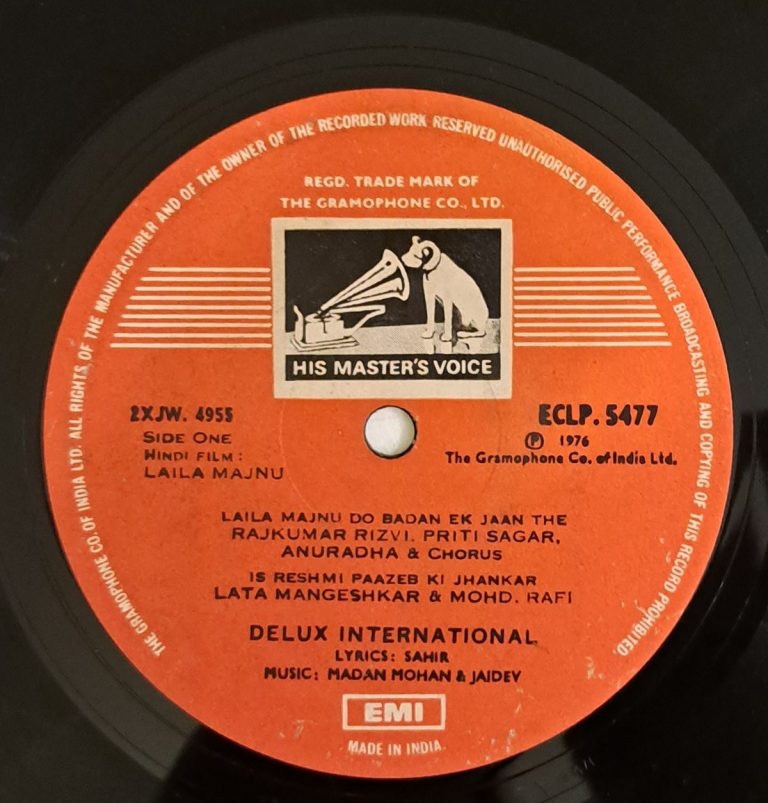 THE GRAMOPHONE CO. OF INDIA LTD. ALL RIGHTS OF THE MANUFACTURER AND OF THE OWNER OF THE RECORDED WORK RESERVED UNAUTHORISED PUBLIC PERFORMANCE BROADCASTING AND COPYING OF THIS RECORD PROHIBITED.
REGD. TRADE MARK OF
THE GRAMOPHONE CO., LTD.
HIS MASTER'S VOICE
2XJW. 4955
SIDE ONE
HINDI FILM:
LAILA MAJNU
ECLP. 5477
℗ 1976
The Gramophone Co. of India Ltd.
LAILA MAJNU DO BADAN EK JAAN THE
RAJKUMAR RIZVI. PRITI SAGAR,
ANURADHA & CHORUS
IS RESHMI PAAZEB KI JHANKAR
LATA MANGESHKAR & MOHD. RAFI
DELUX INTERNATIONAL
LYRICS: SAHIR
MUSIC: MADAN MOHAN & JAIDEV
EMI
MADE IN INDIA